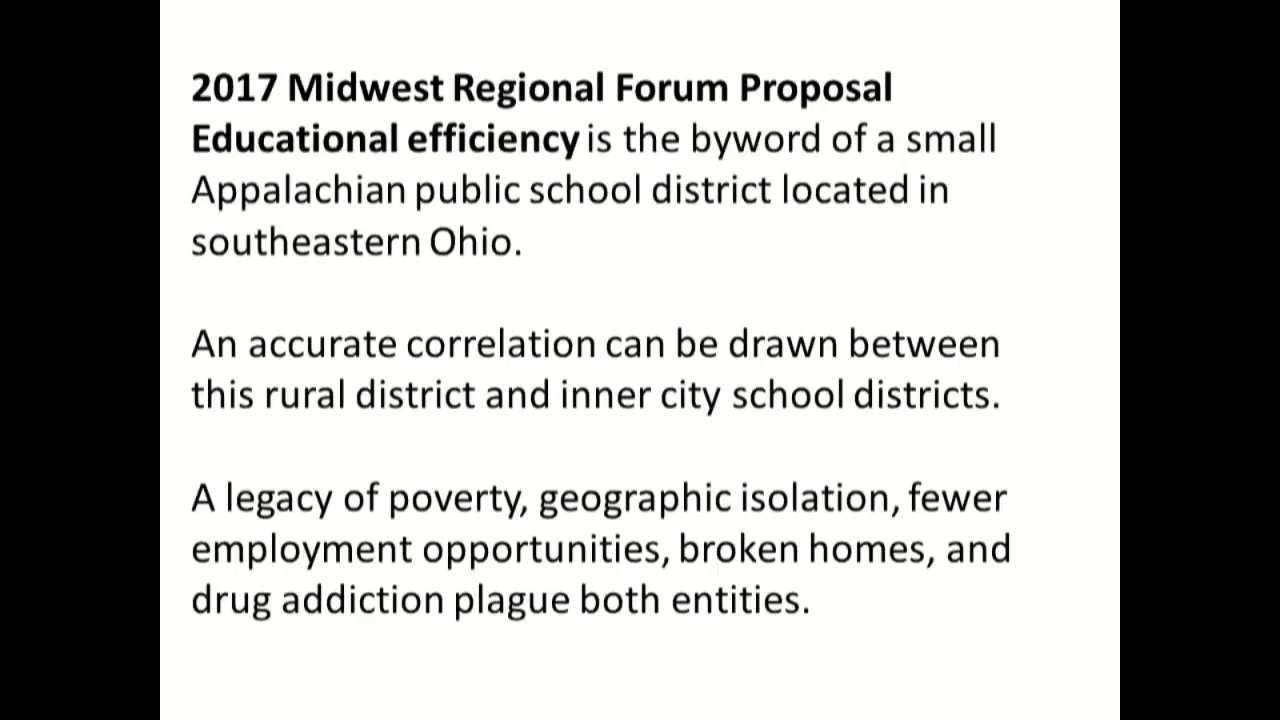 2017 Midwest Regional Forum Proposal
Educational efficiency is the byword of a small
Appalachian public school district located in
southeastern Ohio.
An accurate correlation can be drawn between
this rural district and inner city school districts.
A legacy of poverty, geographic isolation, fewer
employment opportunities, broken homes, and
drug addiction plague both entities.